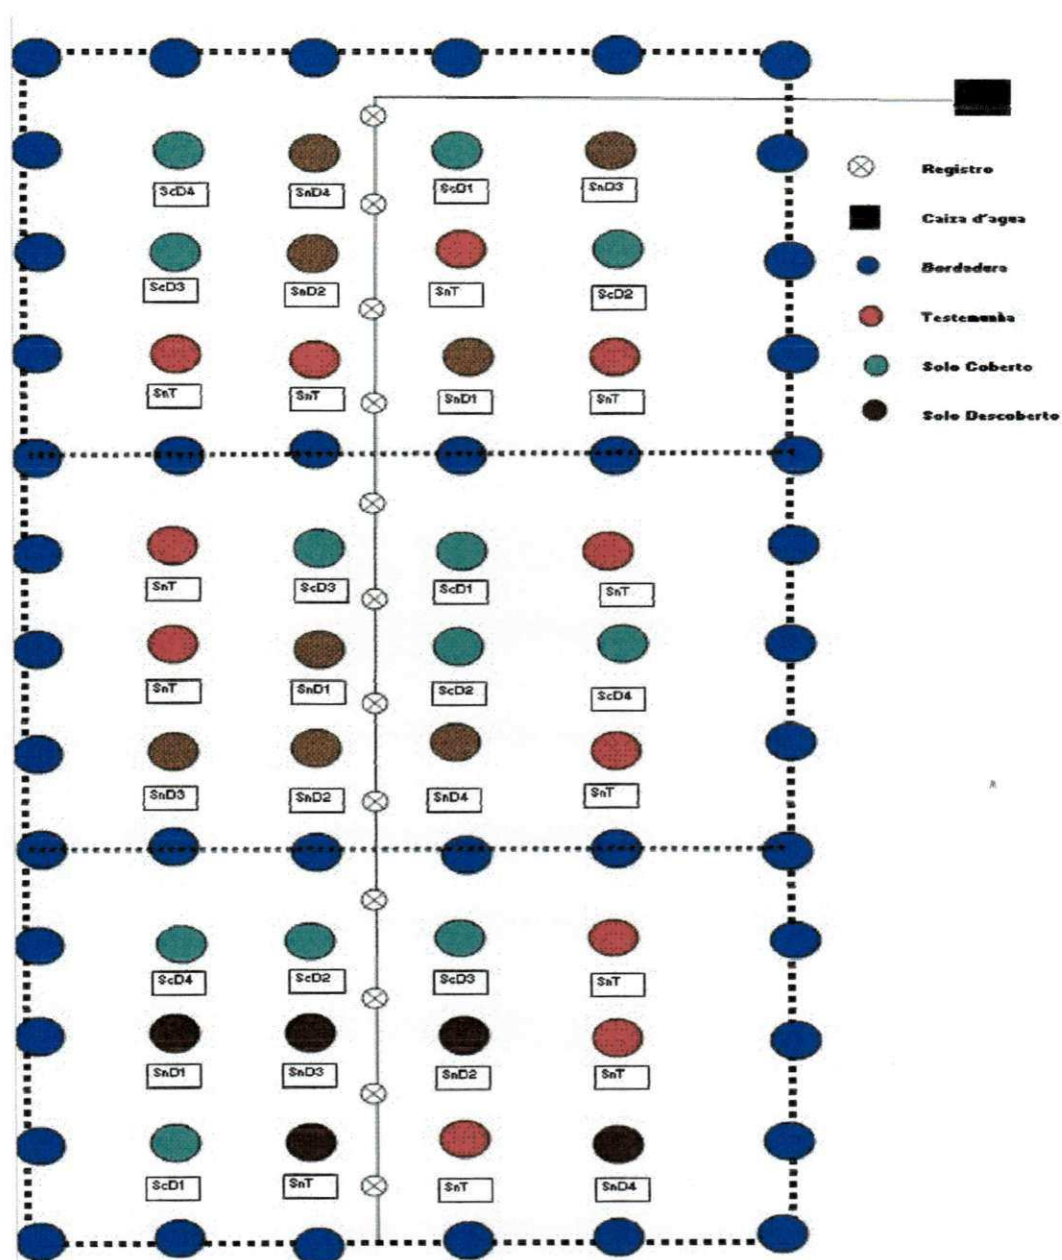 ScD4 SnD4 ScD1 SnD3
Registro
Caixa d'agua
ScD3 SnD2 SnT ScD2
Bordadura
Testemunha
SnT SnT SnD1 SnT
Solo Coberto
Solo Descoberto
SnT ScD3 ScD1 SnT
SnT SnD1 ScD2 ScD4
SnD3 SnD2 SnD4 SnT
ScD4 ScD2 ScD3 SnT
SnD1 SnD3 SnD2 SnT
ScD1 SnT SnT SnD4